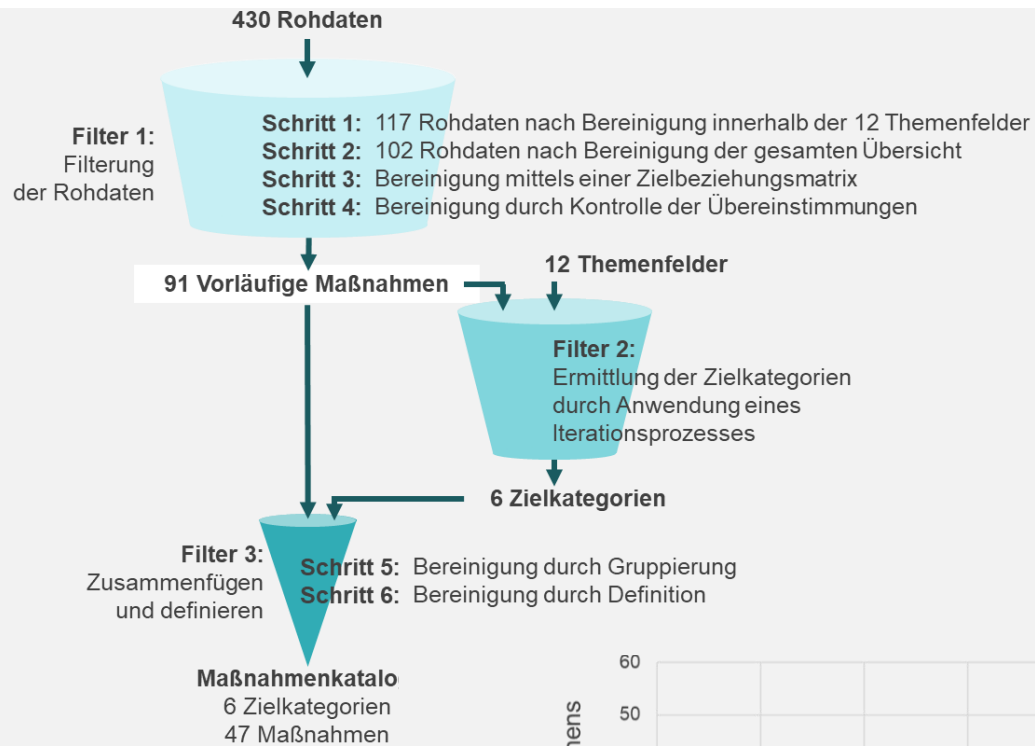 430 Rohdaten
Filter 1:
Filterung
der Rohdaten
Schritt 1: 117 Rohdaten nach Bereinigung innerhalb der 12 Themenfelder
Schritt 2: 102 Rohdaten nach Bereinigung der gesamten Übersicht
Schritt 3: Bereinigung mittels einer Zielbeziehungsmatrix
Schritt 4: Bereinigung durch Kontrolle der Übereinstimmungen
91 Vorläufige Maßnahmen
12 Themenfelder
Filter 2:
Ermittlung der Zielkategorien
durch Anwendung eines
Iterationsprozesses
6 Zielkategorien
Filter 3:
Zusammenfügen
und definieren
Schritt 5: Bereinigung durch Gruppierung
Schritt 6: Bereinigung durch Definition
Maßnahmenkatalo
6 Zielkategorien
47 Maßnahmen
60
50